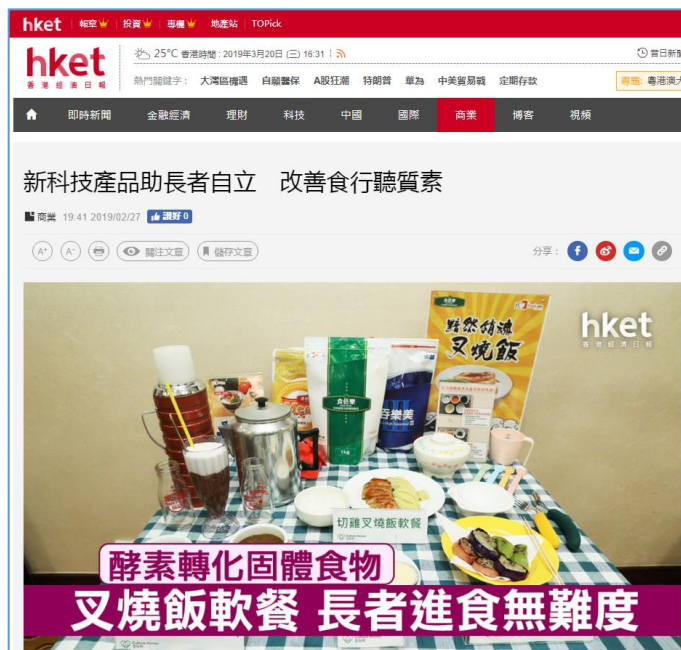 hket 報章 投資 專欄 地產站 TOPick
25°C 香港時間 : 2019年3月20日 (三) 16:31
昔日新聞
hket
香港經濟日報
熱門關鍵字: 大灣區機遇 自願醫保 A股狂潮 特朗普 華為 中美貿易戰 定期存款
專題: 粵港澳大
即時新聞 金融經濟 理財 科技 中國 國際 商業 博客 視頻
新科技產品助長者自立 改善食行聽質素
商業 19:41 2019/02/27 讚好 0
A+ A- 關注文章 儲存文章 分享:
hket
香港經濟日報
黯然銷魂
叉燒飯
食倍樂
吞樂美
切雞叉燒飯軟餐
酵素轉化固體食物
叉燒飯軟餐 長者進食無難度